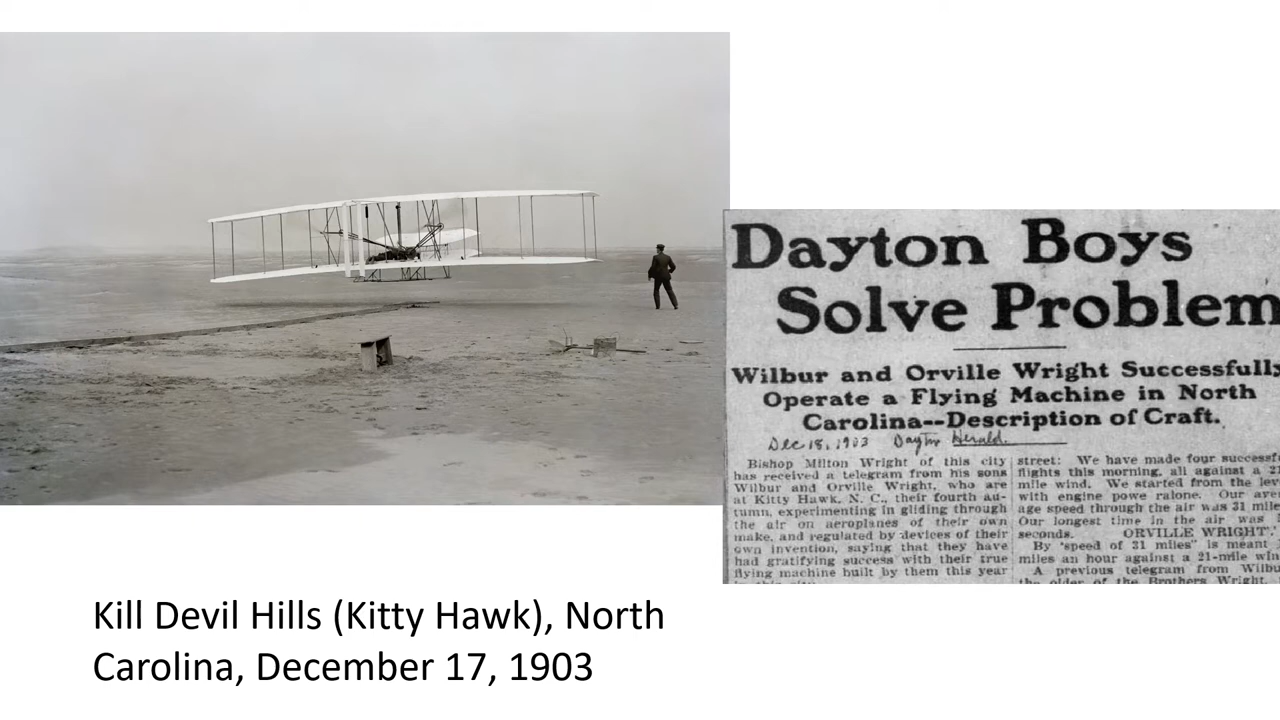 Dayton Boys
Solve Problem
Wilbur and Orville Wright Successfully
Operate a Flying Machine in North
Carolina--Description of Craft.
Dec 18, 1903 Dayton Herald.
Bishop Milton Wright of this city
has received a telegram from his sons
Wilbur and Orville Wright, who are
at Kitty Hawk, N. C., their fourth au-
tumn, experimenting in gliding through
the air on aeroplanes of their own
make, and regulated by devices of their
own invention, saying that they have
had gratifying success with their true
flying machine built by them this year
street: We have made four successf
flights this morning, all against a 21
mile wind. We started from the lev
with engine powe ralone. Our aver
age speed through the air was 31 mile
Our longest time in the air was
seconds. ORVILLE WRIGHT.'
By "speed of 31 miles" is meant
miles an hour against a 21-mile win
A previous telegram from Wilbu
the older of the Brothers Wright,
Kill Devil Hills (Kitty Hawk), North
Carolina, December 17, 1903